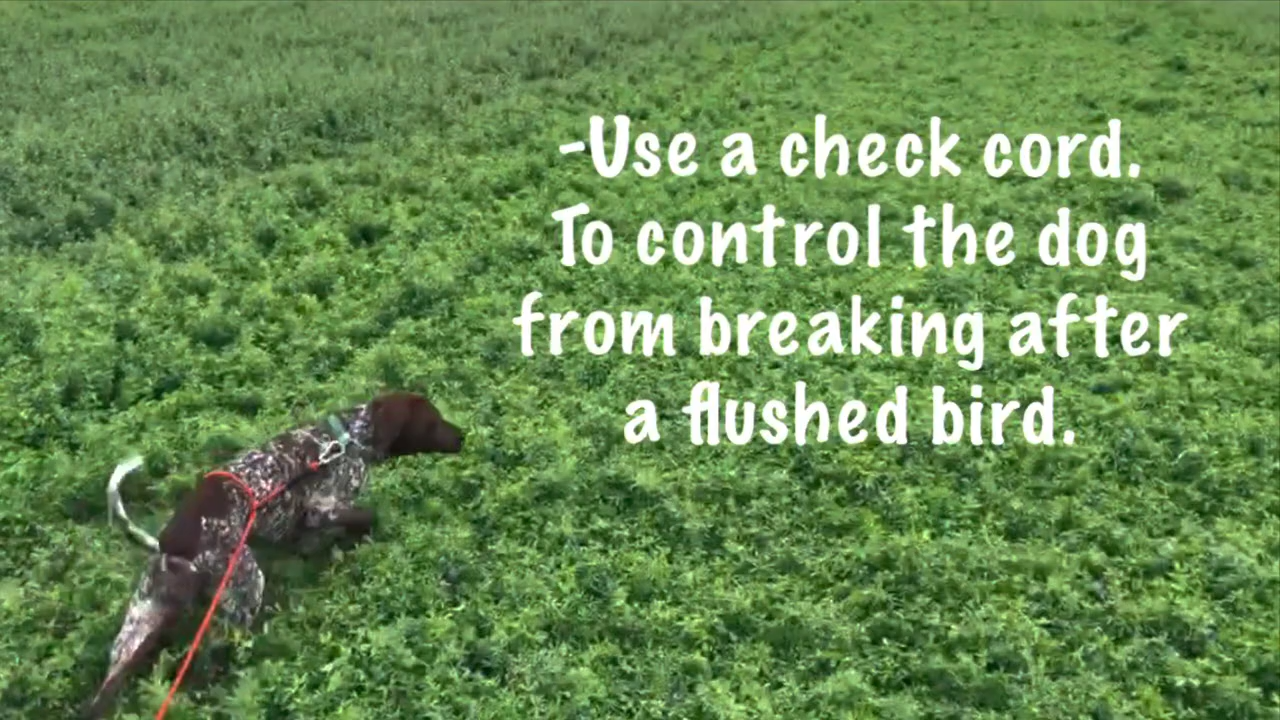 -Use a check cord.
To control the dog
from breaking after
a flushed bird.